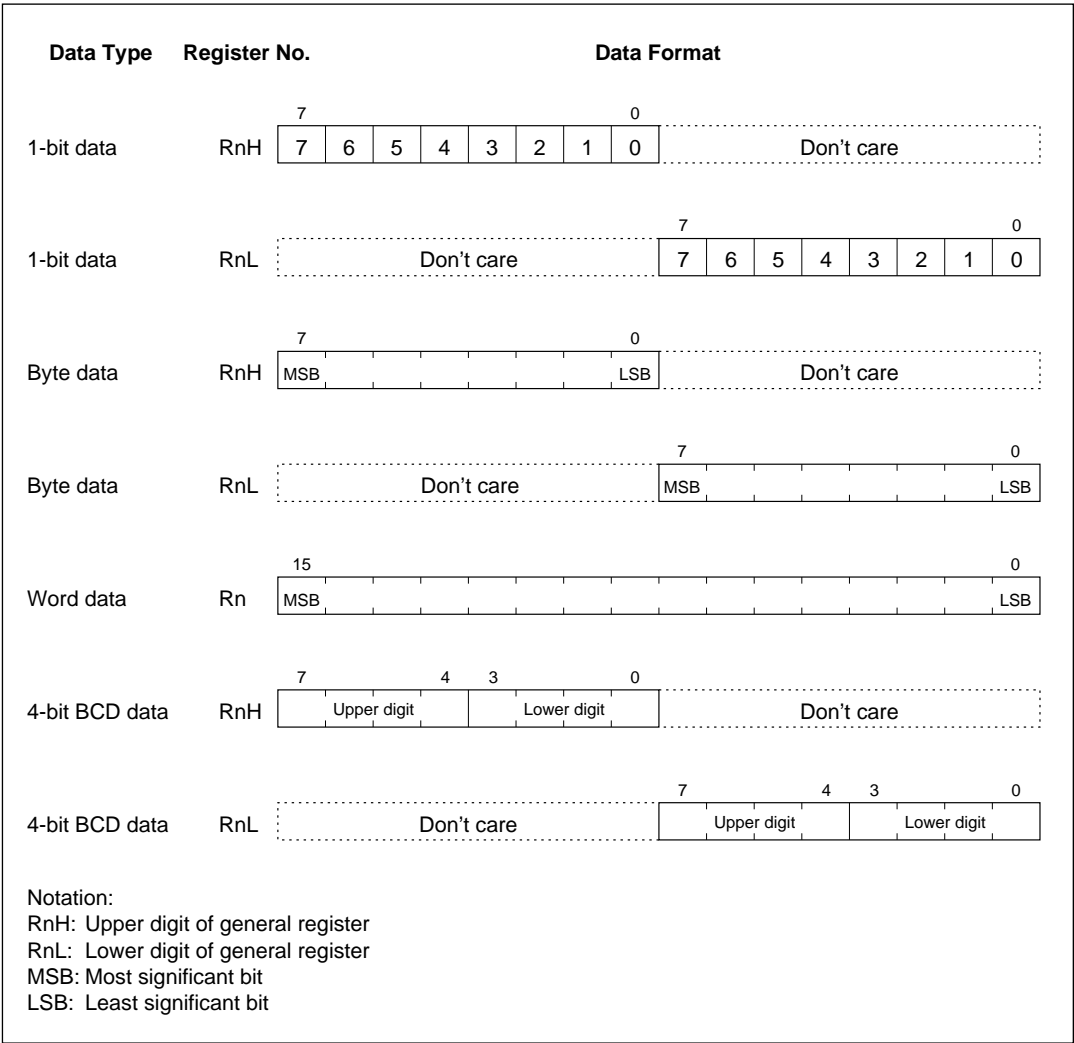 Data Type Register No. Data Format
7 0
1-bit data RnH 7 6 5 4 3 2 1 0 Don't care
7 0
1-bit data RnL Don't care 7 6 5 4 3 2 1 0
7 0
Byte data RnH MSB LSB Don't care
7 0
Byte data RnL Don't care MSB LSB
15 0
Word data Rn MSB LSB
7 4 3 0
4-bit BCD data RnH Upper digit Lower digit Don't care
7 4 3 0
4-bit BCD data RnL Don't care Upper digit Lower digit
Notation:
RnH: Upper digit of general register
RnL: Lower digit of general register
MSB: Most significant bit
LSB: Least significant bit